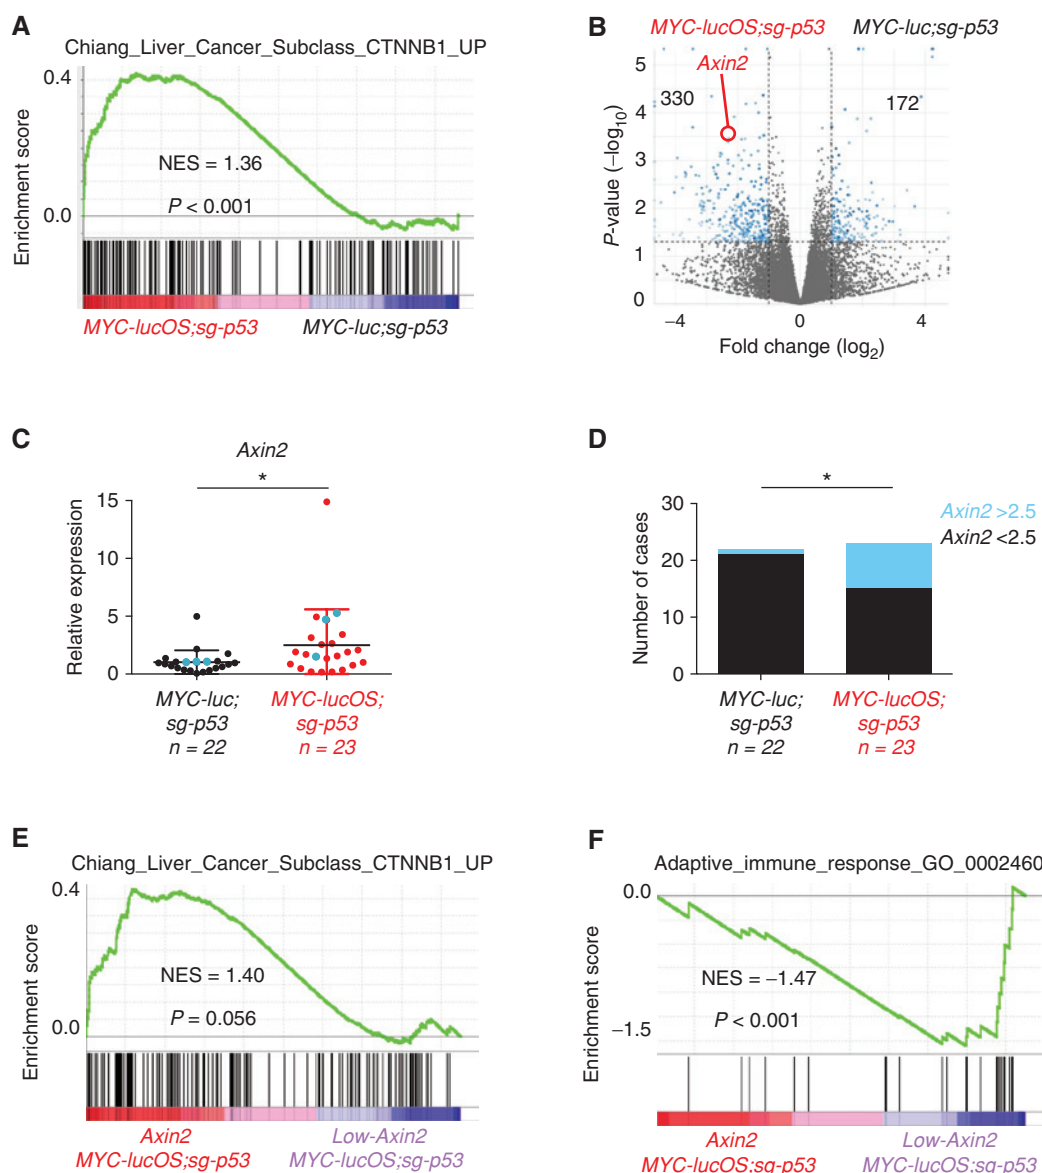 A
Chiang_Liver_Cancer_Subclass_CTNNB1_UP
0.4
0.0
Enrichment score
NES = 1.36
P < 0.001
MYC-lucOS;sg-p53
MYC-luc;sg-p53
B
MYC-lucOS;sg-p53
MYC-luc;sg-p53
Axin2
330
172
5
4
3
2
1
0
P-value (−log10)
−4
0
4
Fold change (log2)
C
Axin2
*
15
10
5
0
Relative expression
MYC-luc;
sg-p53
n = 22
MYC-lucOS;
sg-p53
n = 23
D
*
30
20
10
0
Number of cases
Axin2 >2.5
Axin2 <2.5
MYC-luc;
sg-p53
n = 22
MYC-lucOS;
sg-p53
n = 23
E
Chiang_Liver_Cancer_Subclass_CTNNB1_UP
0.4
0.0
Enrichment score
NES = 1.40
P = 0.056
Axin2
MYC-lucOS;sg-p53
Low-Axin2
MYC-lucOS;sg-p53
F
Adaptive_immune_response_GO_0002460
0.0
−1.5
Enrichment score
NES = −1.47
P < 0.001
Axin2
MYC-lucOS;sg-p53
Low-Axin2
MYC-lucOS;sg-p53